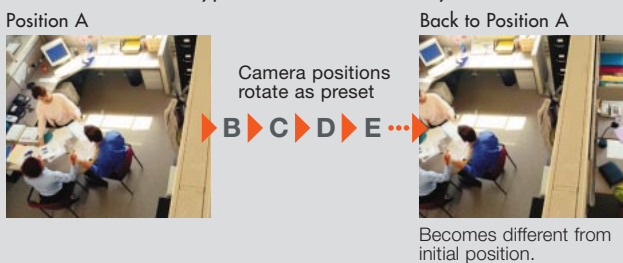 Position A
Back to Position A
Camera positions
rotate as preset
B C D E ...
Becomes different from
initial position.